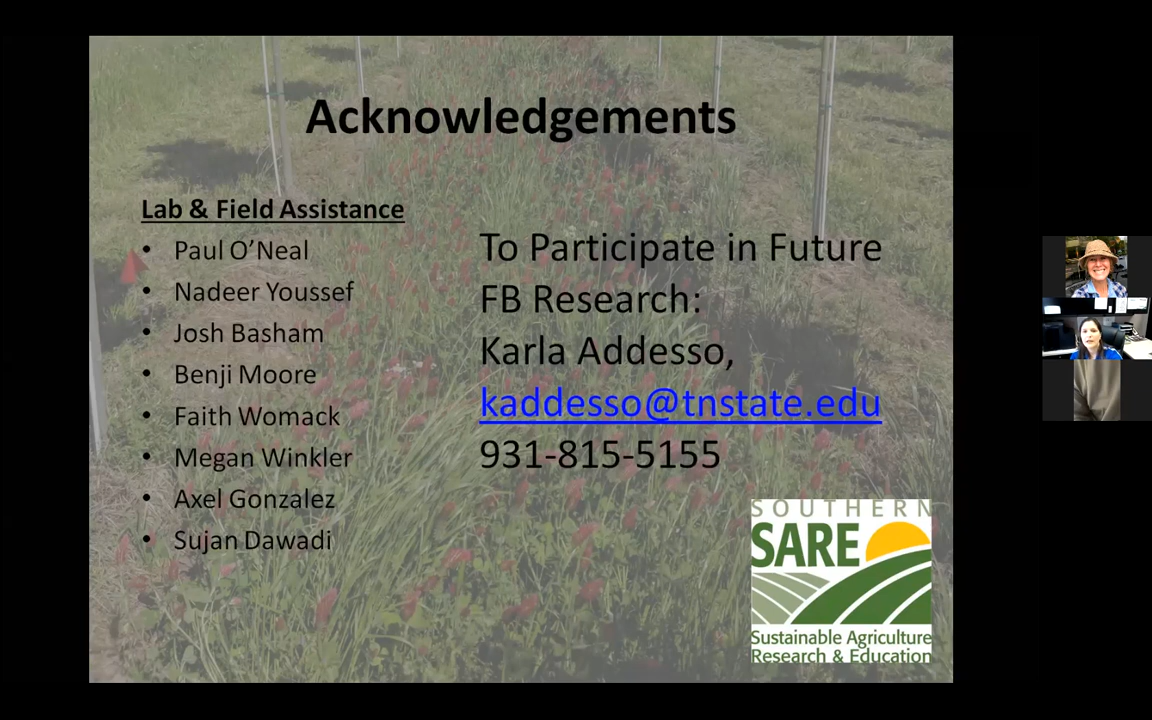 Acknowledgements
Lab & Field Assistance
• Paul O’Neal
• Nadeer Youssef
• Josh Basham
• Benji Moore
• Faith Womack
• Megan Winkler
• Axel Gonzalez
• Sujan Dawadi
To Participate in Future
FB Research:
Karla Addesso,
kaddesso@tnstate.edu
931-815-5155
SOUTHERN
SARE
Sustainable Agriculture
Research & Education